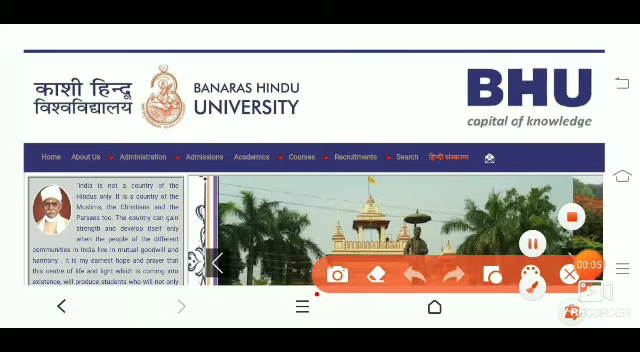 काशी हिन्दू
विश्वविद्यालय
BANARAS HINDU
UNIVERSITY
BHU
capital of knowledge
Home About Us Administration Admissions Academics Courses Recruitments Search हिन्दी संस्करण
"India is not a country of the
Hindus only. It is a country of the
Muslims, the Christians and the
Parsees too. The country can gain
strength and develop itself only
when the people of the different
communities in India live in mutual goodwill and
harmony. It is my earnest hope and prayer that
this centre of life and light which is coming into
existence, will produce students who will not only
00:05
RECORDER